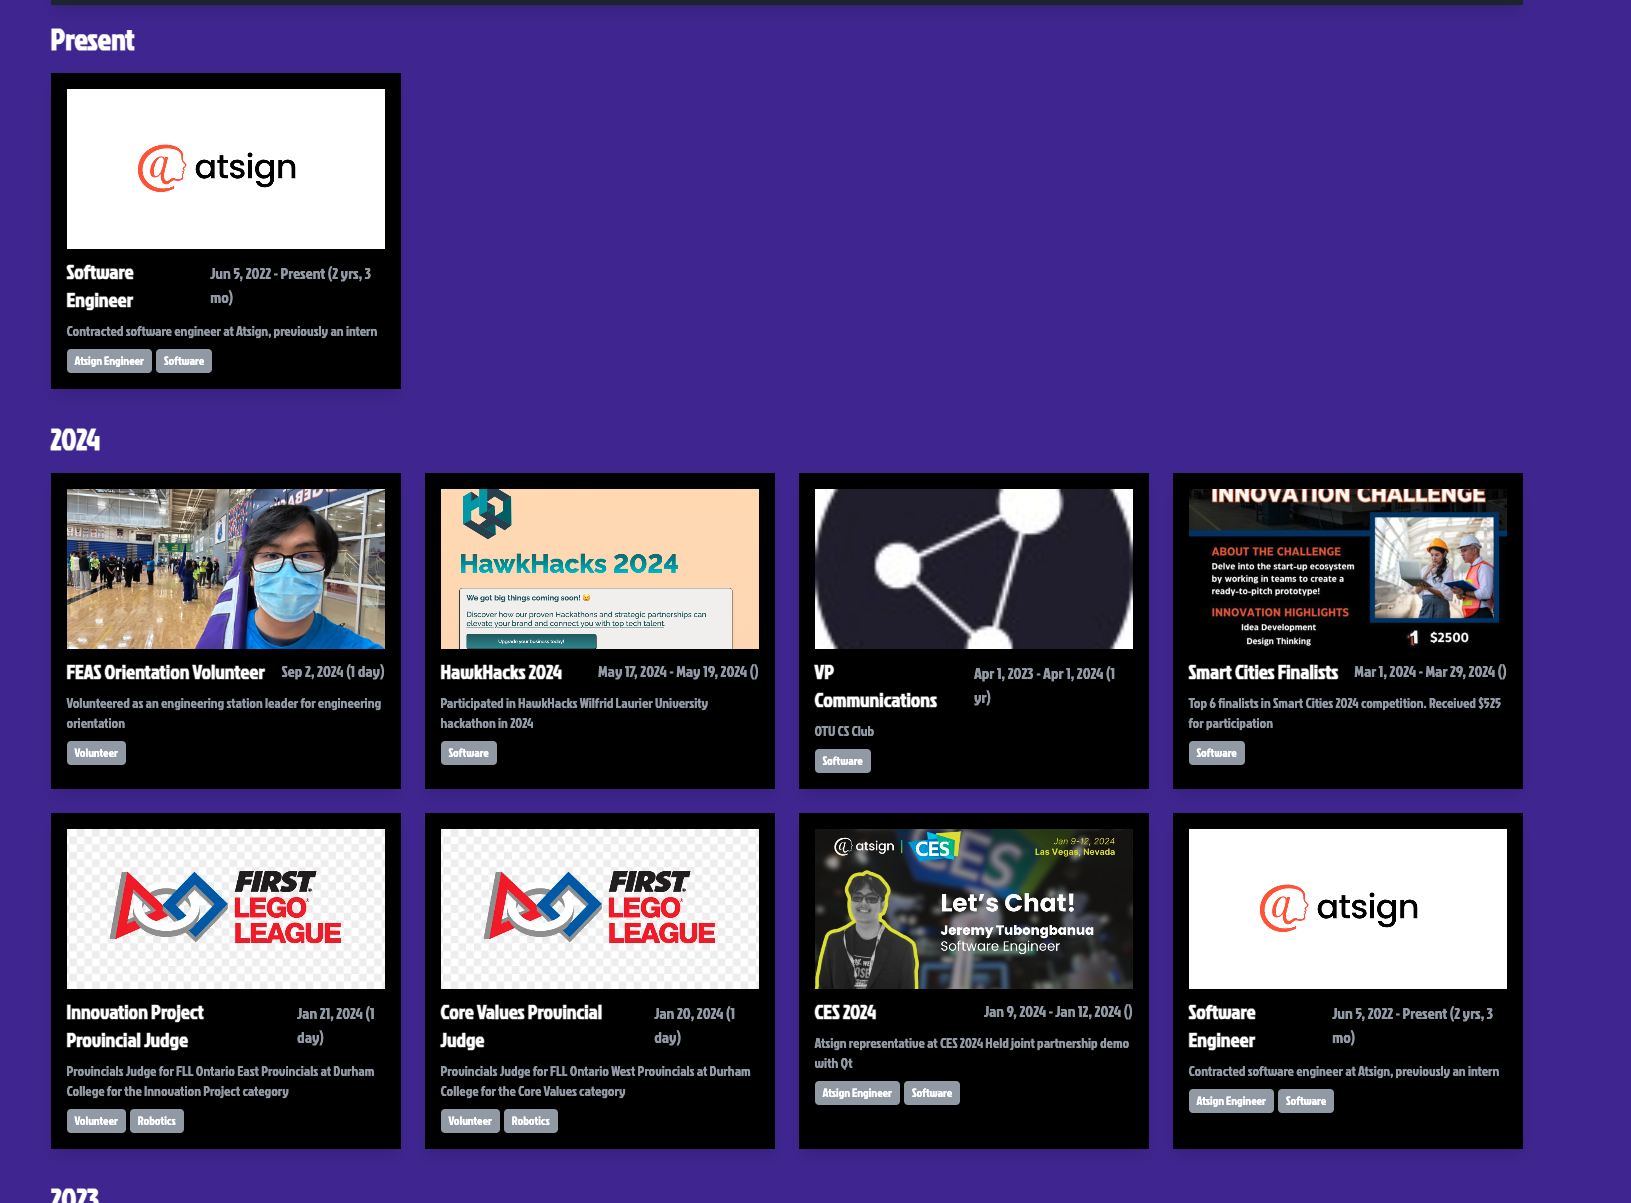 Present
@ atsign
Software
Engineer
Jun 5, 2022 - Present (2 yrs, 3
mo)
Contracted software engineer at Atsign, previously an intern
Atsign Engineer
Software
2024
FEAS Orientation Volunteer
Sep 2, 2024 (1 day)
Volunteered as an engineering station leader for engineering
orientation
Volunteer
HawkHacks 2024
We got big things coming soon! 😉
Discover how our proven Hackathons and strategic partnerships can
elevate your brand and connect you with top tech talent.
Upgrade your business today!
HawkHacks 2024
May 17, 2024 - May 19, 2024 ()
Participated in HawkHacks Wilfrid Laurier University
hackathon in 2024
Software
VP
Communications
Apr 1, 2023 - Apr 1, 2024 (1
yr)
OTU CS Club
Software
INNOVATION CHALLENGE
ABOUT THE CHALLENGE
Delve into the start-up ecosystem
by working in teams to create a
ready-to-pitch prototype!
INNOVATION HIGHLIGHTS
Idea Development
Design Thinking
1 $2500
Smart Cities Finalists
Mar 1, 2024 - Mar 29, 2024 ()
Top 6 finalists in Smart Cities 2024 competition. Received $525
for participation
Software
FIRST
LEGO
LEAGUE
Innovation Project
Provincial Judge
Jan 21, 2024 (1
day)
Provincials Judge for FLL Ontario East Provincials at Durham
College for the Innovation Project category
Volunteer
Robotics
FIRST
LEGO
LEAGUE
Core Values Provincial
Judge
Jan 20, 2024 (1
day)
Provincials Judge for FLL Ontario West Provincials at Durham
College for the Core Values category
Volunteer
Robotics
@ atsign | CES
Jan 9-12, 2024
Las Vegas, Nevada
CES
Let's Chat!
Jeremy Tubongbanua
Software Engineer
CES 2024
Jan 9, 2024 - Jan 12, 2024 ()
Atsign representative at CES 2024 Held joint partnership demo
with Qt
Atsign Engineer
Software
@ atsign
Software
Engineer
Jun 5, 2022 - Present (2 yrs, 3
mo)
Contracted software engineer at Atsign, previously an intern
Atsign Engineer
Software
2023